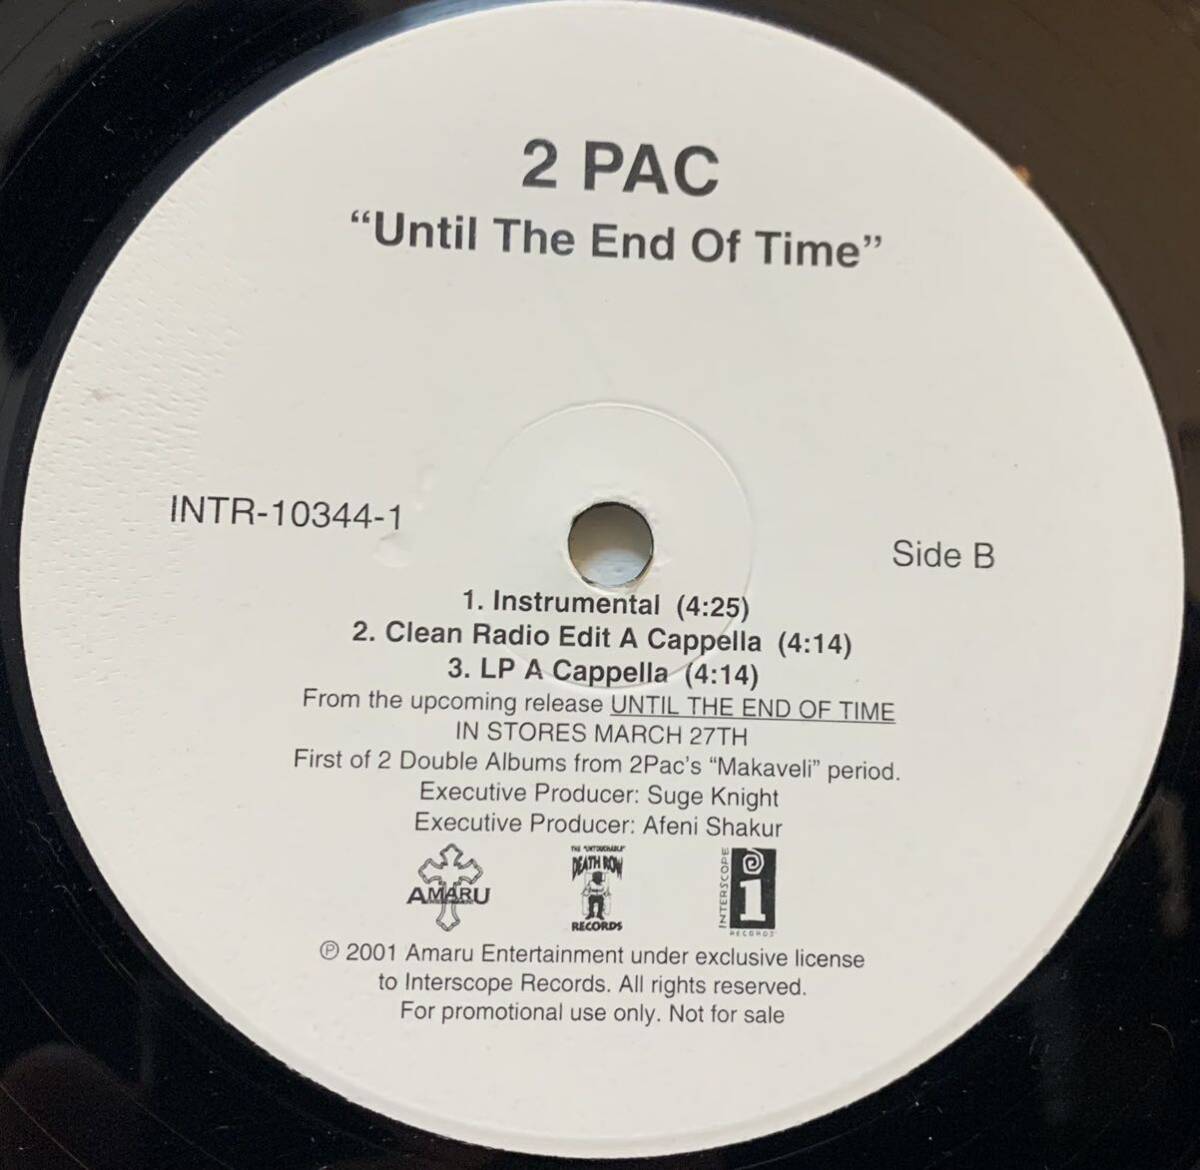 2 PAC
“Until The End Of Time”
INTR-10344-1
Side B
1. Instrumental (4:25)
2. Clean Radio Edit A Cappella (4:14)
3. LP A Cappella (4:14)
From the upcoming release UNTIL THE END OF TIME
IN STORES MARCH 27TH
First of 2 Double Albums from 2Pac's “Makaveli” period.
Executive Producer: Suge Knight
Executive Producer: Afeni Shakur
AMARU
THE "UNTOUCHABLE"
DEATH ROW
RECORDS
INTERSCOPE
i
RECORDS
℗ 2001 Amaru Entertainment under exclusive license
to Interscope Records. All rights reserved.
For promotional use only. Not for sale